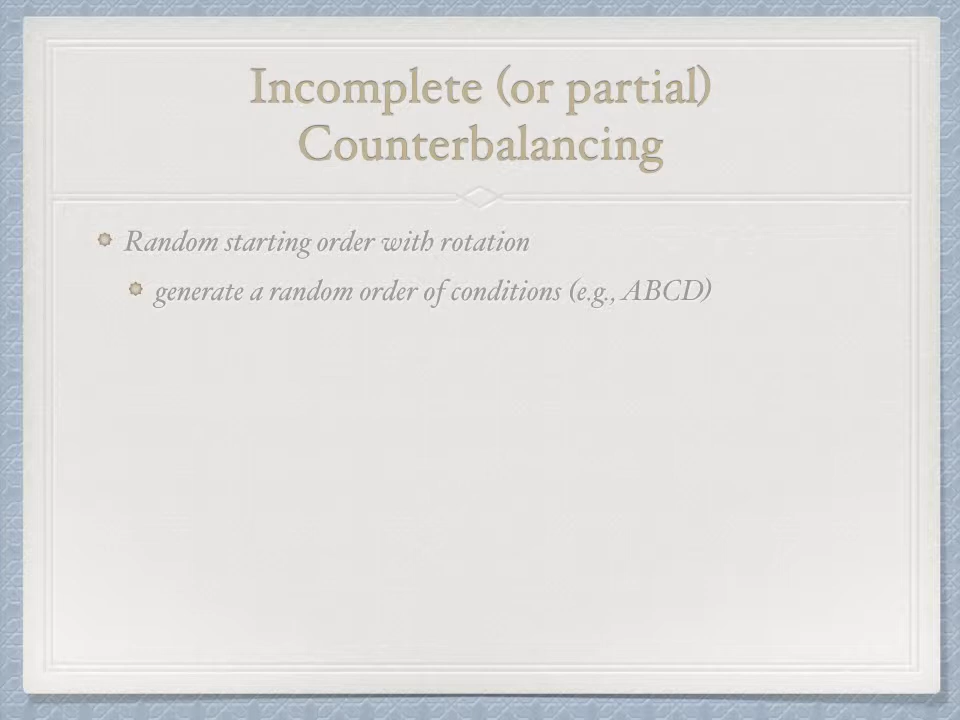 Incomplete (or partial)
Counterbalancing
Random starting order with rotation
generate a random order of conditions (e.g., ABCD)